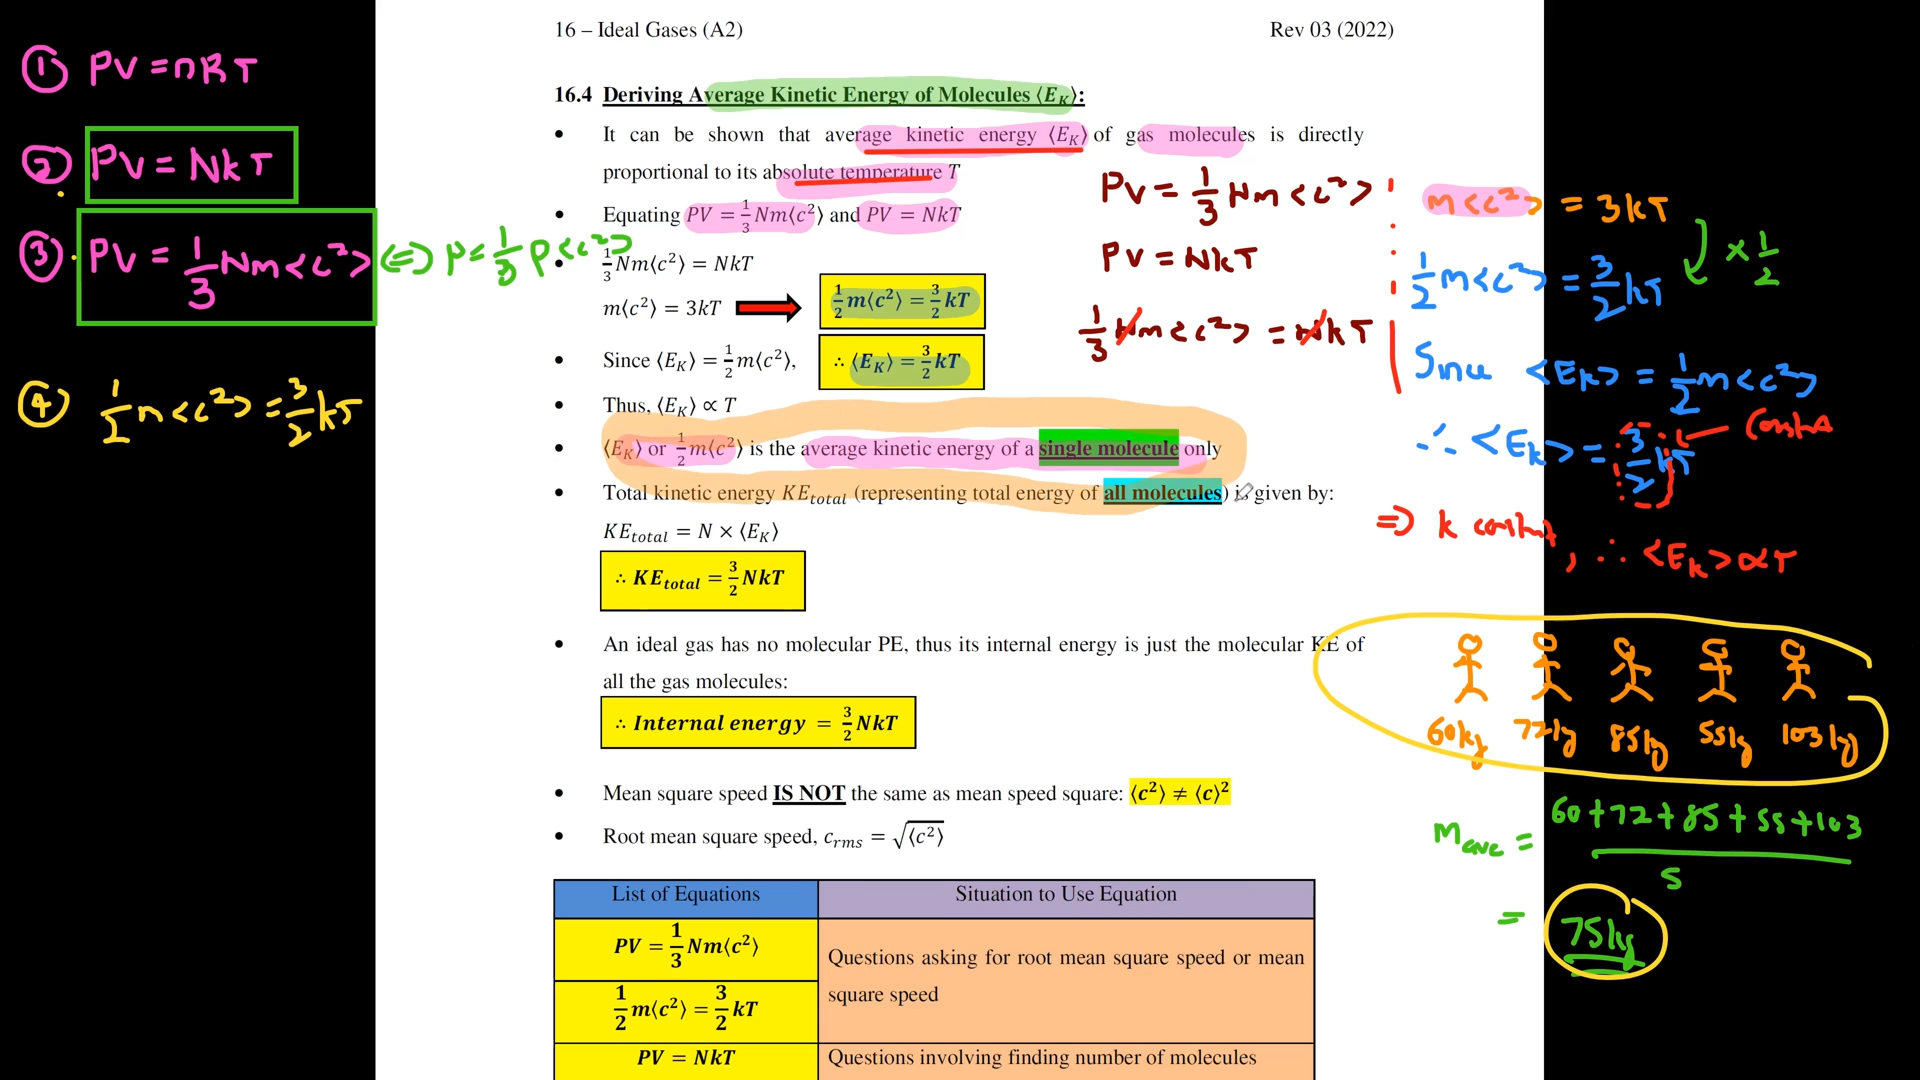 16 – Ideal Gases (A2) Rev 03 (2022)
① PV = nRT
② PV = NkT
③ PV = 1/3 Nm<c²> ⇔ P = 1/3 ρ<c²>
④ 1/2 m<c²> = 3/2 kT
16.4 Deriving Average Kinetic Energy of Molecules ⟨E_K⟩:
• It can be shown that average kinetic energy ⟨E_K⟩ of gas molecules is directly
proportional to its absolute temperature T
• Equating PV = 1/3 Nm⟨c²⟩ and PV = NkT
• 1/3 Nm⟨c²⟩ = NkT
m⟨c²⟩ = 3kT
1/2 m⟨c²⟩ = 3/2 kT
• Since ⟨E_K⟩ = 1/2 m⟨c²⟩,
∴ ⟨E_K⟩ = 3/2 kT
• Thus, ⟨E_K⟩ ∝ T
• ⟨E_K⟩ or 1/2 m⟨c²⟩ is the average kinetic energy of a single molecule only
• Total kinetic energy KE_total (representing total energy of all molecules) is given by:
KE_total = N × ⟨E_K⟩
∴ KE_total = 3/2 NkT
• An ideal gas has no molecular PE, thus its internal energy is just the molecular KE of
all the gas molecules:
∴ Internal energy = 3/2 NkT
• Mean square speed IS NOT the same as mean speed square: ⟨c²⟩ ≠ ⟨c⟩²
• Root mean square speed, c_rms = √⟨c²⟩
List of Equations Situation to Use Equation
PV = 1/3 Nm⟨c²⟩
1/2 m⟨c²⟩ = 3/2 kT
Questions asking for root mean square speed or mean
square speed
PV = NkT Questions involving finding number of molecules
PV = 1/3 Nm<c²>
PV = NkT
1/3 Nm<c²> = NkT
m<c²> = 3kT
× 1/2
1/2 m<c²> = 3/2 kT
Since <E_K> = 1/2 m<c²>
∴ <E_K> = 3/2 kT
⇒ k constant, ∴ <E_K> ∝ T
60kg 72kg 85kg 55kg 103kg
m_ave = 60+72+85+55+103 / 5
= 75kg